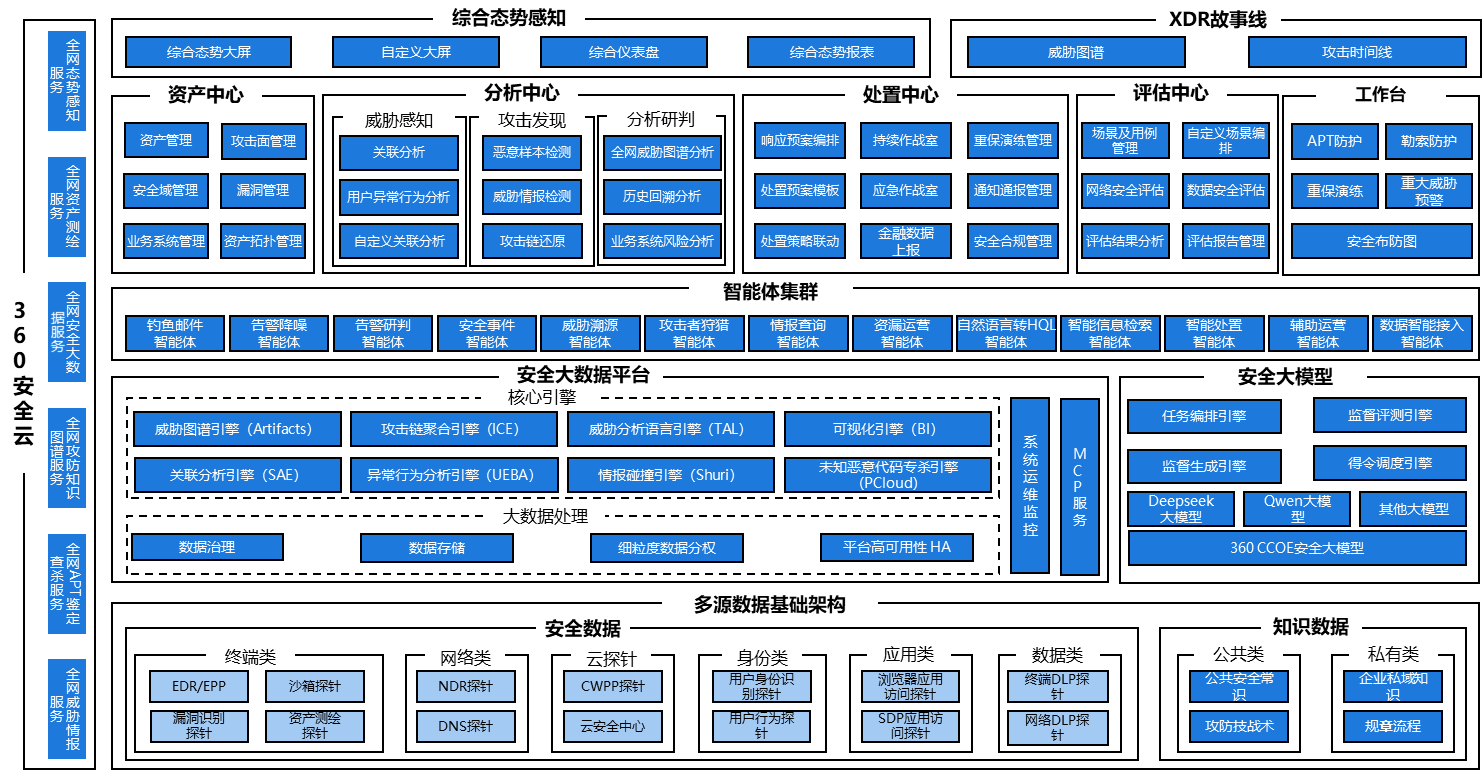 360安全云
全网态势感知
服务
全网资产测绘
服务
全网安全大数
据服务
全网攻防知识
图谱服务
全网APT鉴定
查杀服务
全网威胁情报
服务
综合态势感知
综合态势大屏
自定义大屏
综合仪表盘
综合态势报表
XDR故事线
威胁图谱
攻击时间线
资产中心
资产管理
攻击面管理
安全域管理
漏洞管理
业务系统管理
资产拓扑管理
分析中心
威胁感知
关联分析
用户异常行为分析
自定义关联分析
攻击发现
恶意样本检测
威胁情报检测
攻击链还原
分析研判
全网威胁图谱分析
历史回溯分析
业务系统风险分析
处置中心
响应预案编排
持续作战室
重保演练管理
处置预案模板
应急作战室
通知通报管理
处置策略联动
金融数据
上报
安全合规管理
评估中心
场景及用例
管理
自定义场景编
排
网络安全评估
数据安全评估
评估结果分析
评估报告管理
工作台
APT防护
勒索防护
重保演练
重大威胁
预警
安全布防图
智能体集群
钓鱼邮件
智能体
告警降噪
智能体
告警研判
智能体
安全事件
智能体
威胁溯源
智能体
攻击者狩猎
智能体
情报查询
智能体
资漏运营
智能体
自然语言转HQL
智能体
智能信息检索
智能体
智能处置
智能体
辅助运营
智能体
数据智能接入
智能体
安全大数据平台
核心引擎
威胁图谱引擎（Artifacts）
攻击链聚合引擎（ICE）
威胁分析语言引擎（TAL）
可视化引擎（BI）
关联分析引擎（SAE）
异常行为分析引擎（UEBA）
情报碰撞引擎（Shuri）
未知恶意代码专杀引擎
(PCloud)
大数据处理
数据治理
数据存储
细粒度数据分权
平台高可用性 HA
系统运维监控
MCP服务
安全大模型
任务编排引擎
监督评测引擎
监督生成引擎
得令调度引擎
Deepseek
大模型
Qwen大模
型
其他大模型
360 CCOE安全大模型
多源数据基础架构
安全数据
终端类
EDR/EPP
沙箱探针
漏洞识别
探针
资产测绘
探针
网络类
NDR探针
DNS探针
云探针
CWPP探针
云安全中心
身份类
用户身份识
别探针
用户行为探
针
应用类
浏览器应用
访问探针
SDP应用访
问探针
数据类
终端DLP探
针
网络DLP探
针
知识数据
公共类
公共安全常
识
攻防技战术
私有类
企业私域知
识
规章流程